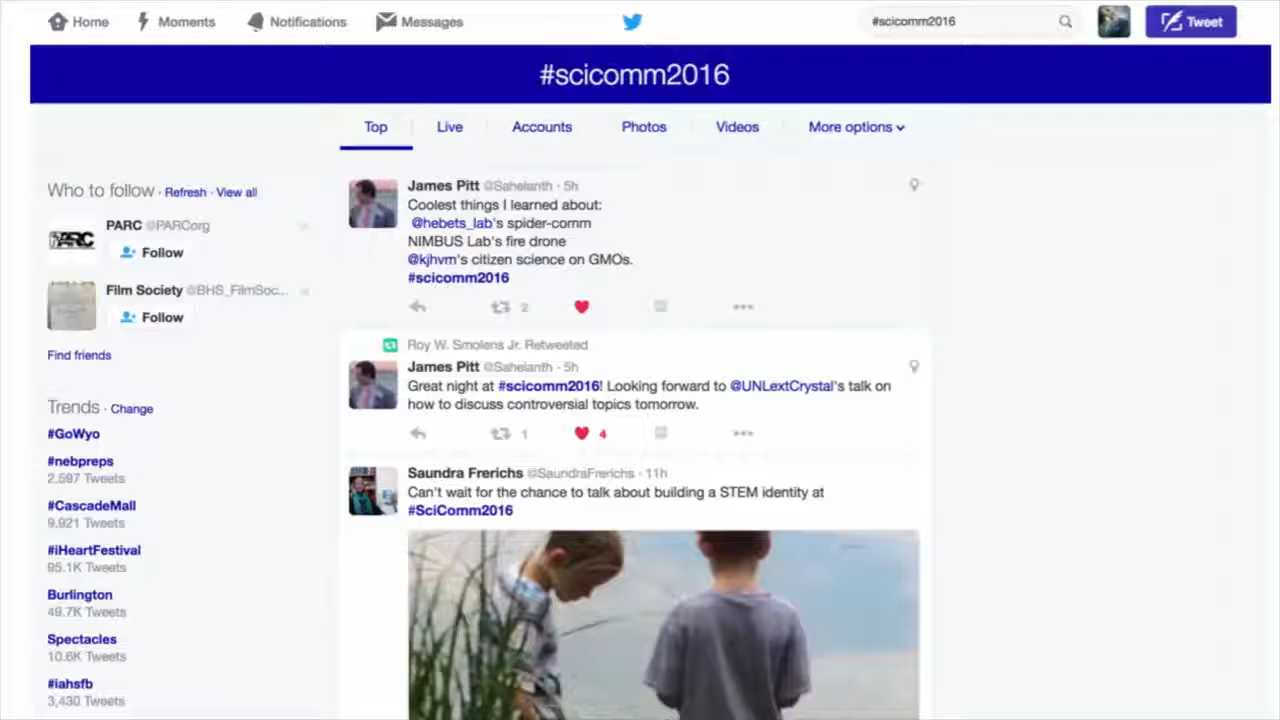 Home
Moments
Notifications
Messages
#scicomm2016
Tweet
#scicomm2016
Top
Live
Accounts
Photos
Videos
More options
Who to follow · Refresh · View all
PARC @PARCorg
PARC
Follow
Film Society @BHS_FilmSoc...
Follow
Find friends
Trends · Change
#GoWyo
#nebpreps
2,597 Tweets
#CascadeMall
9,921 Tweets
#iHeartFestival
95.1K Tweets
Burlington
49.7K Tweets
Spectacles
10.6K Tweets
#iahsfb
3,430 Tweets
James Pitt @Sahelanth · 5h
Coolest things I learned about:
@hebets_lab's spider-comm
NIMBUS Lab's fire drone
@kjhvm's citizen science on GMOs.
#scicomm2016
2
Roy W. Smolens Jr. Retweeted
James Pitt @Sahelanth · 5h
Great night at #scicomm2016! Looking forward to @UNLextCrystal's talk on
how to discuss controversial topics tomorrow.
1
4
Saundra Frerichs @SaundraFrerichs · 11h
Can't wait for the chance to talk about building a STEM identity at
#SciComm2016